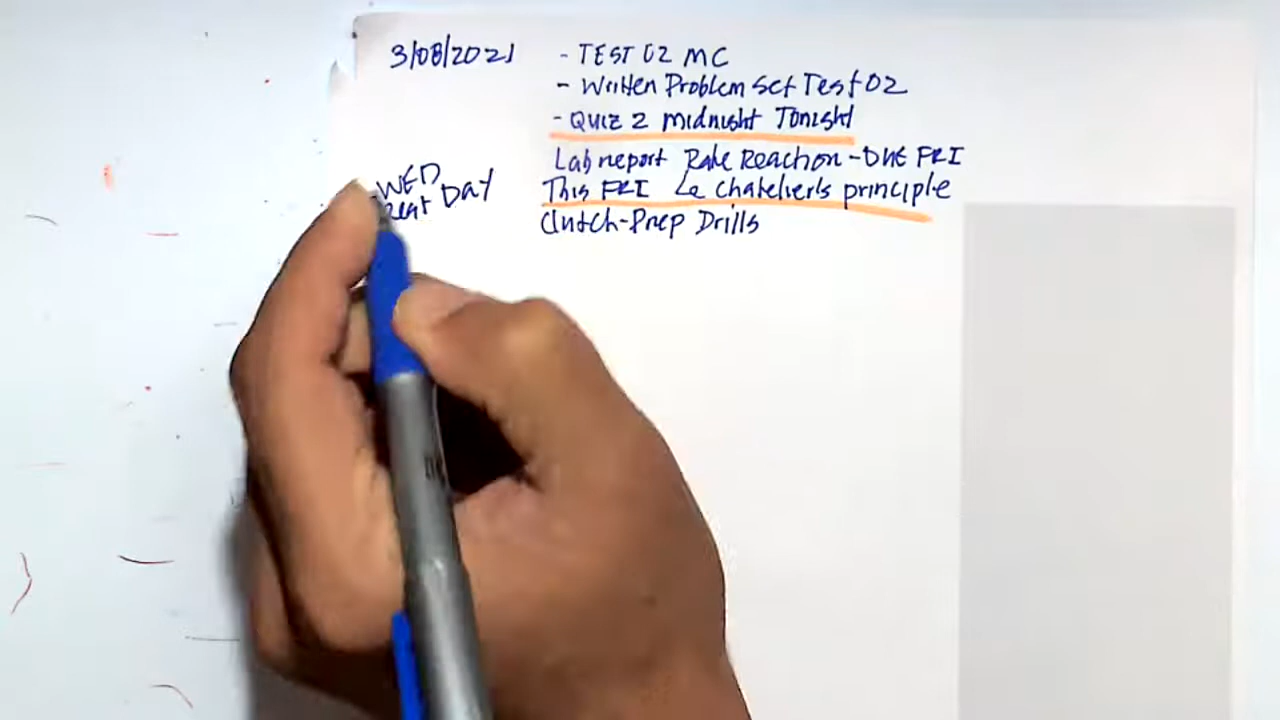 3/08/2021 - TEST 02 MC
- Written Problem Set Test 02
- Quiz 2 Midnight Tonight
Lab report Rate Reaction - DUE FRI
WED
This FRI Le Chatelier's principle
Rest Day
Clutch-Prep Drills